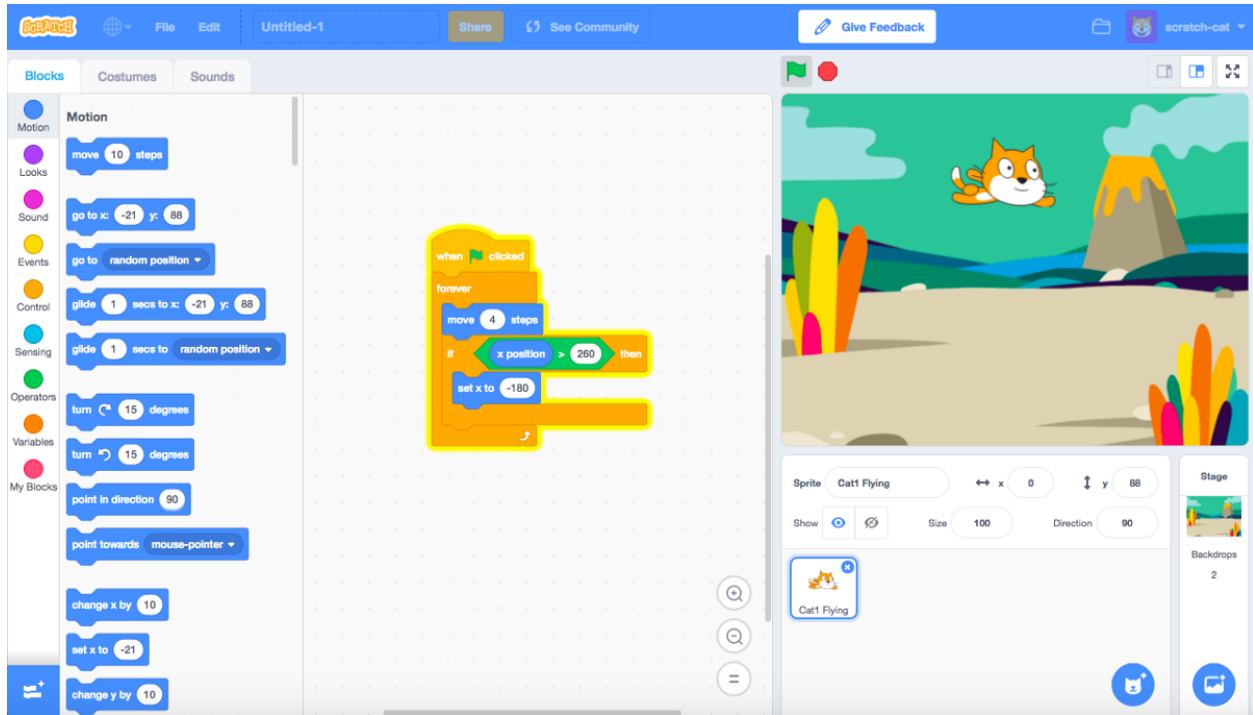 SCRATCH File Edit Untitled-1 Share See Community Give Feedback scratch-cat
Blocks Costumes Sounds
Motion
Looks
Sound
Events
Control
Sensing
Operators
Variables
My Blocks
Motion
move 10 steps
go to x: -21 y: 88
go to random position
glide 1 secs to x: -21 y: 88
glide 1 secs to random position
turn 15 degrees
turn 15 degrees
point in direction 90
point towards mouse-pointer
change x by 10
set x to -21
change y by 10
when clicked
forever
move 4 steps
if x position > 260 then
set x to -180
Sprite Cat1 Flying x 0 y 88
Show Size 100 Direction 90
Cat1 Flying
Stage
Backdrops
2